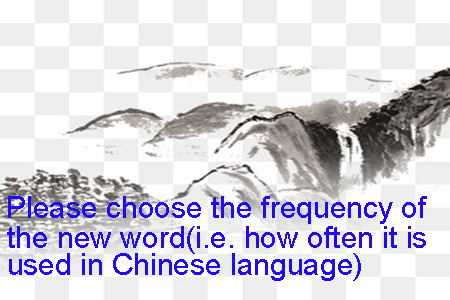 Please choose the frequency of
the new word(i.e. how often it is
used in Chinese language)